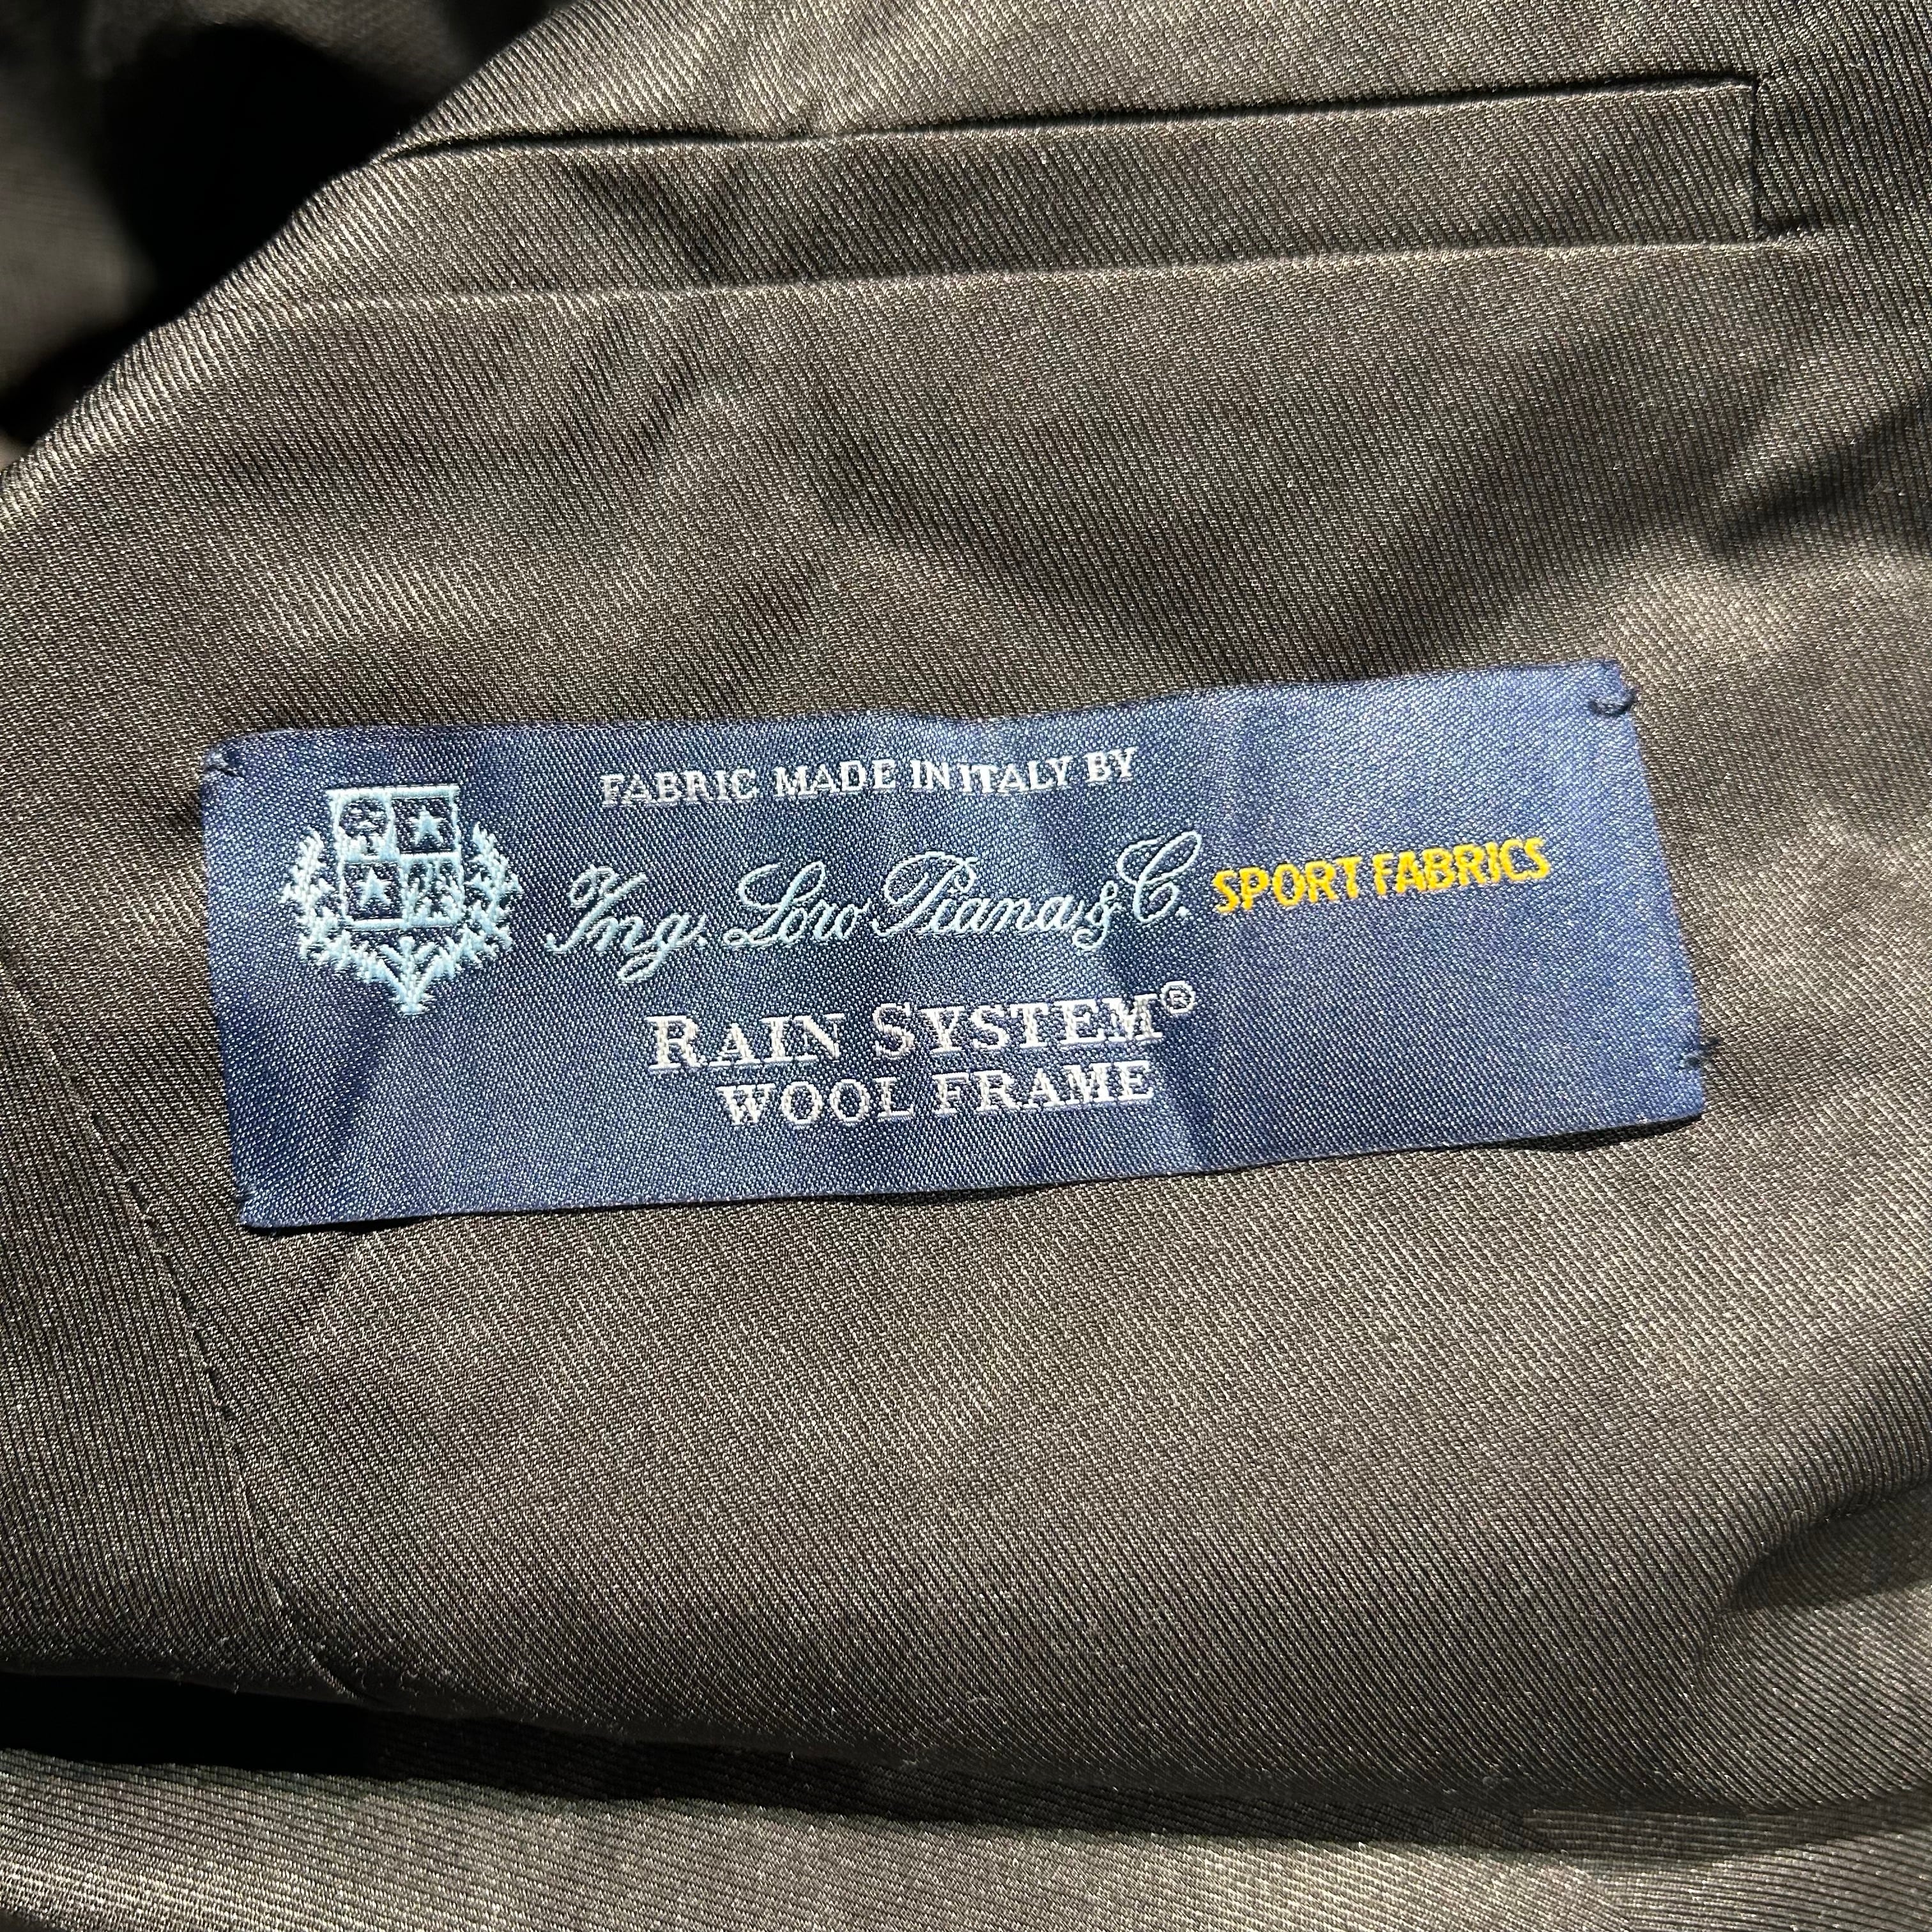 FABRIC MADE IN ITALY BY
Ing. Loro Piana & C. SPORT FABRICS
RAIN SYSTEM®
WOOL FRAME